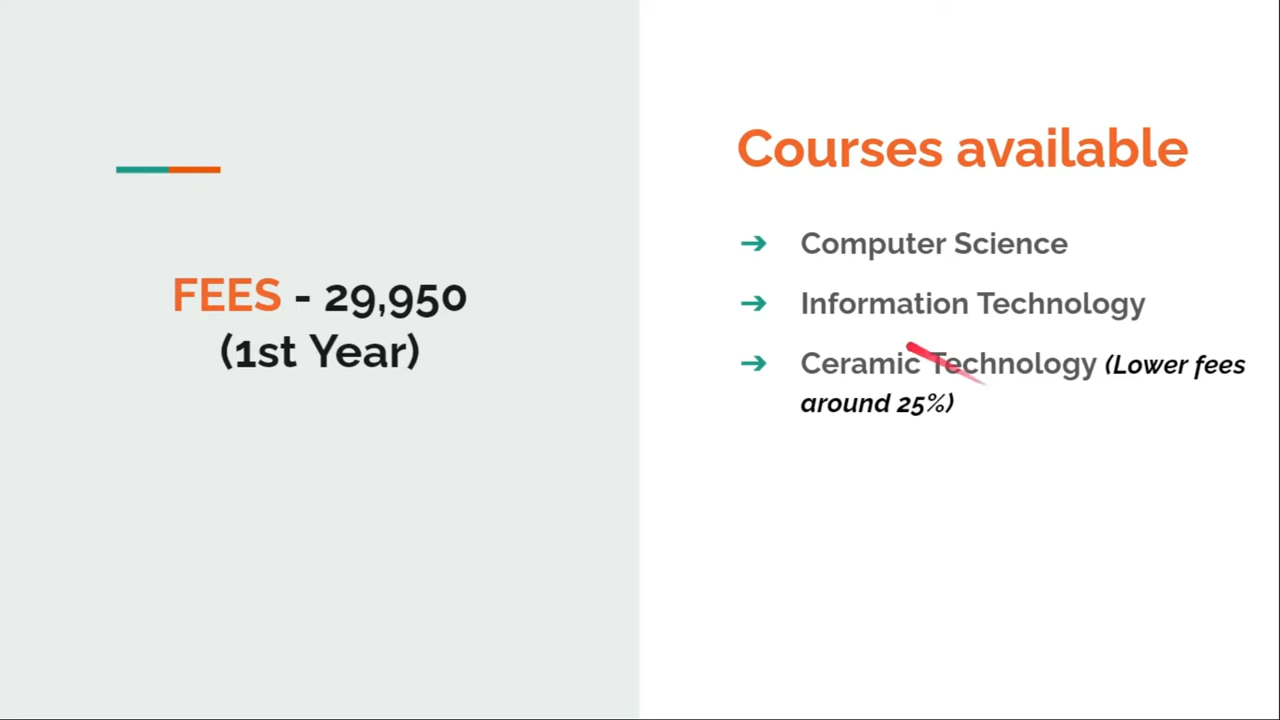 FEES - 29,950
(1st Year)
Courses available
➔ Computer Science
➔ Information Technology
➔ Ceramic Technology (Lower fees
around 25%)